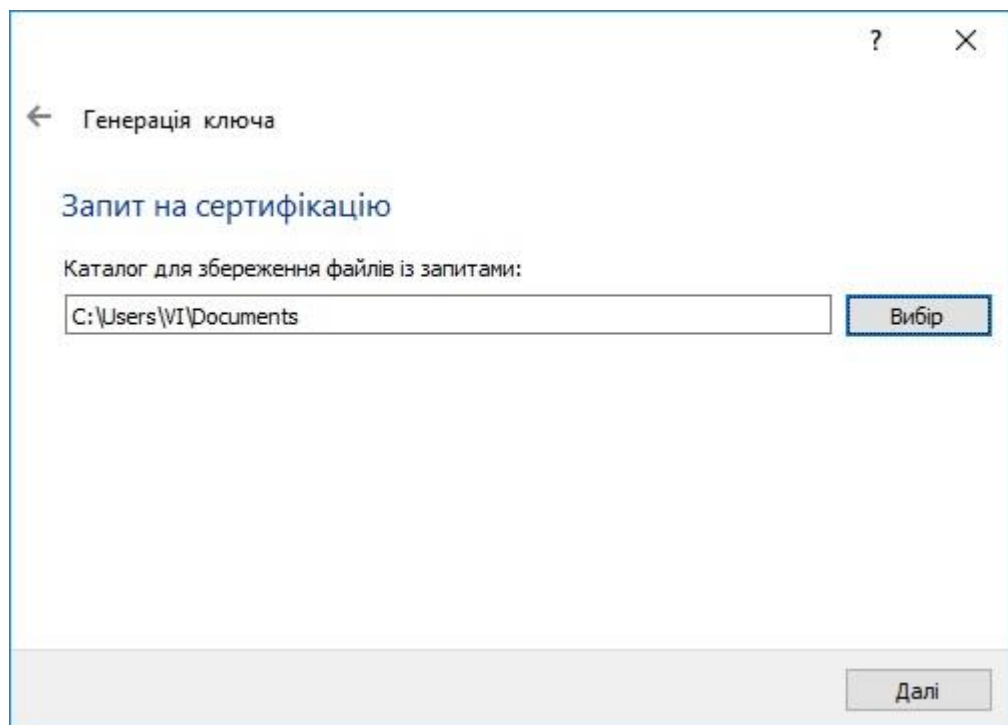 ?
Генерація ключа
Запит на сертифікацію
Каталог для збереження файлів із запитами:
C:\Users\VI\Documents
Вибір
Далі